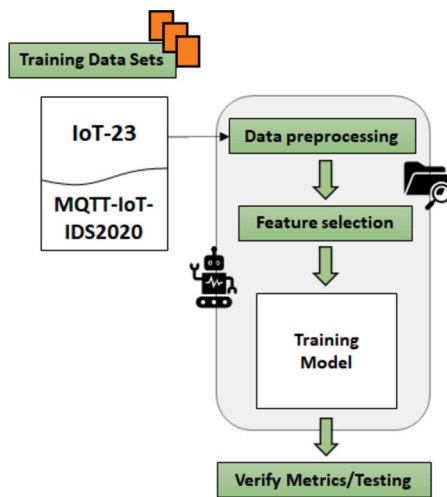 Training Data Sets
IoT-23
MQTT-IoT-
IDS2020
Data preprocessing
Feature selection
Training
Model
Verify Metrics/Testing